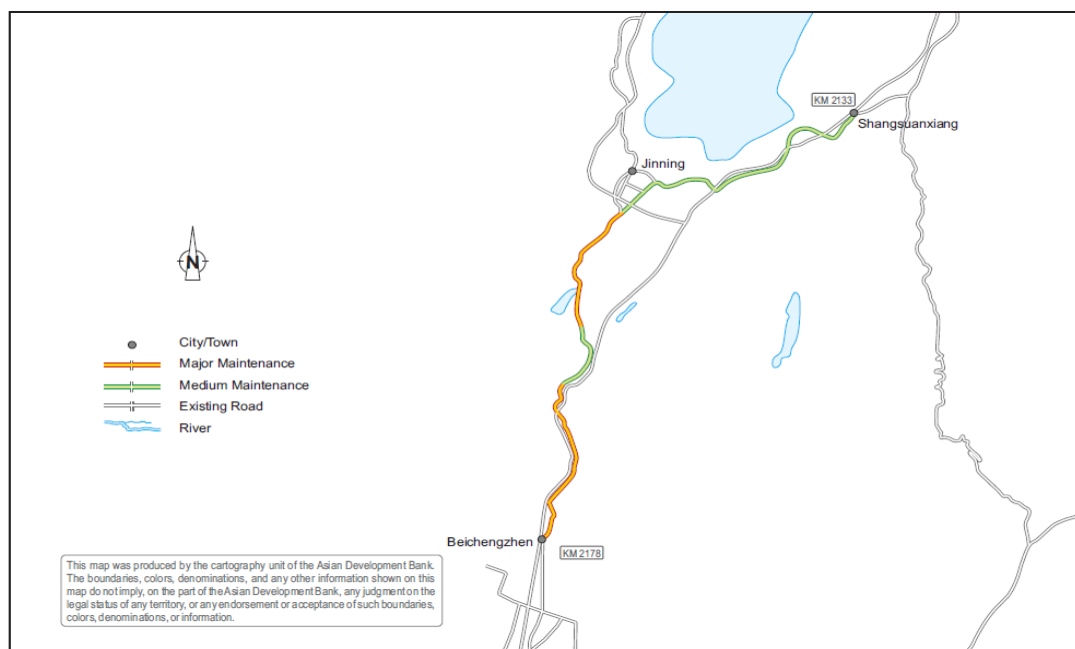 KM 2133
Shangsuanxiang
Jinning
N
City/Town
Major Maintenance
Medium Maintenance
Existing Road
River
Beichengzhen
KM 2178
This map was produced by the cartography unit of the Asian Development Bank.
The boundaries, colors, denominations, and any other information shown on this
map do not imply, on the part of the Asian Development Bank, any judgment on the
legal status of any territory, or any endorsement or acceptance of such boundaries,
colors, denominations, or information.